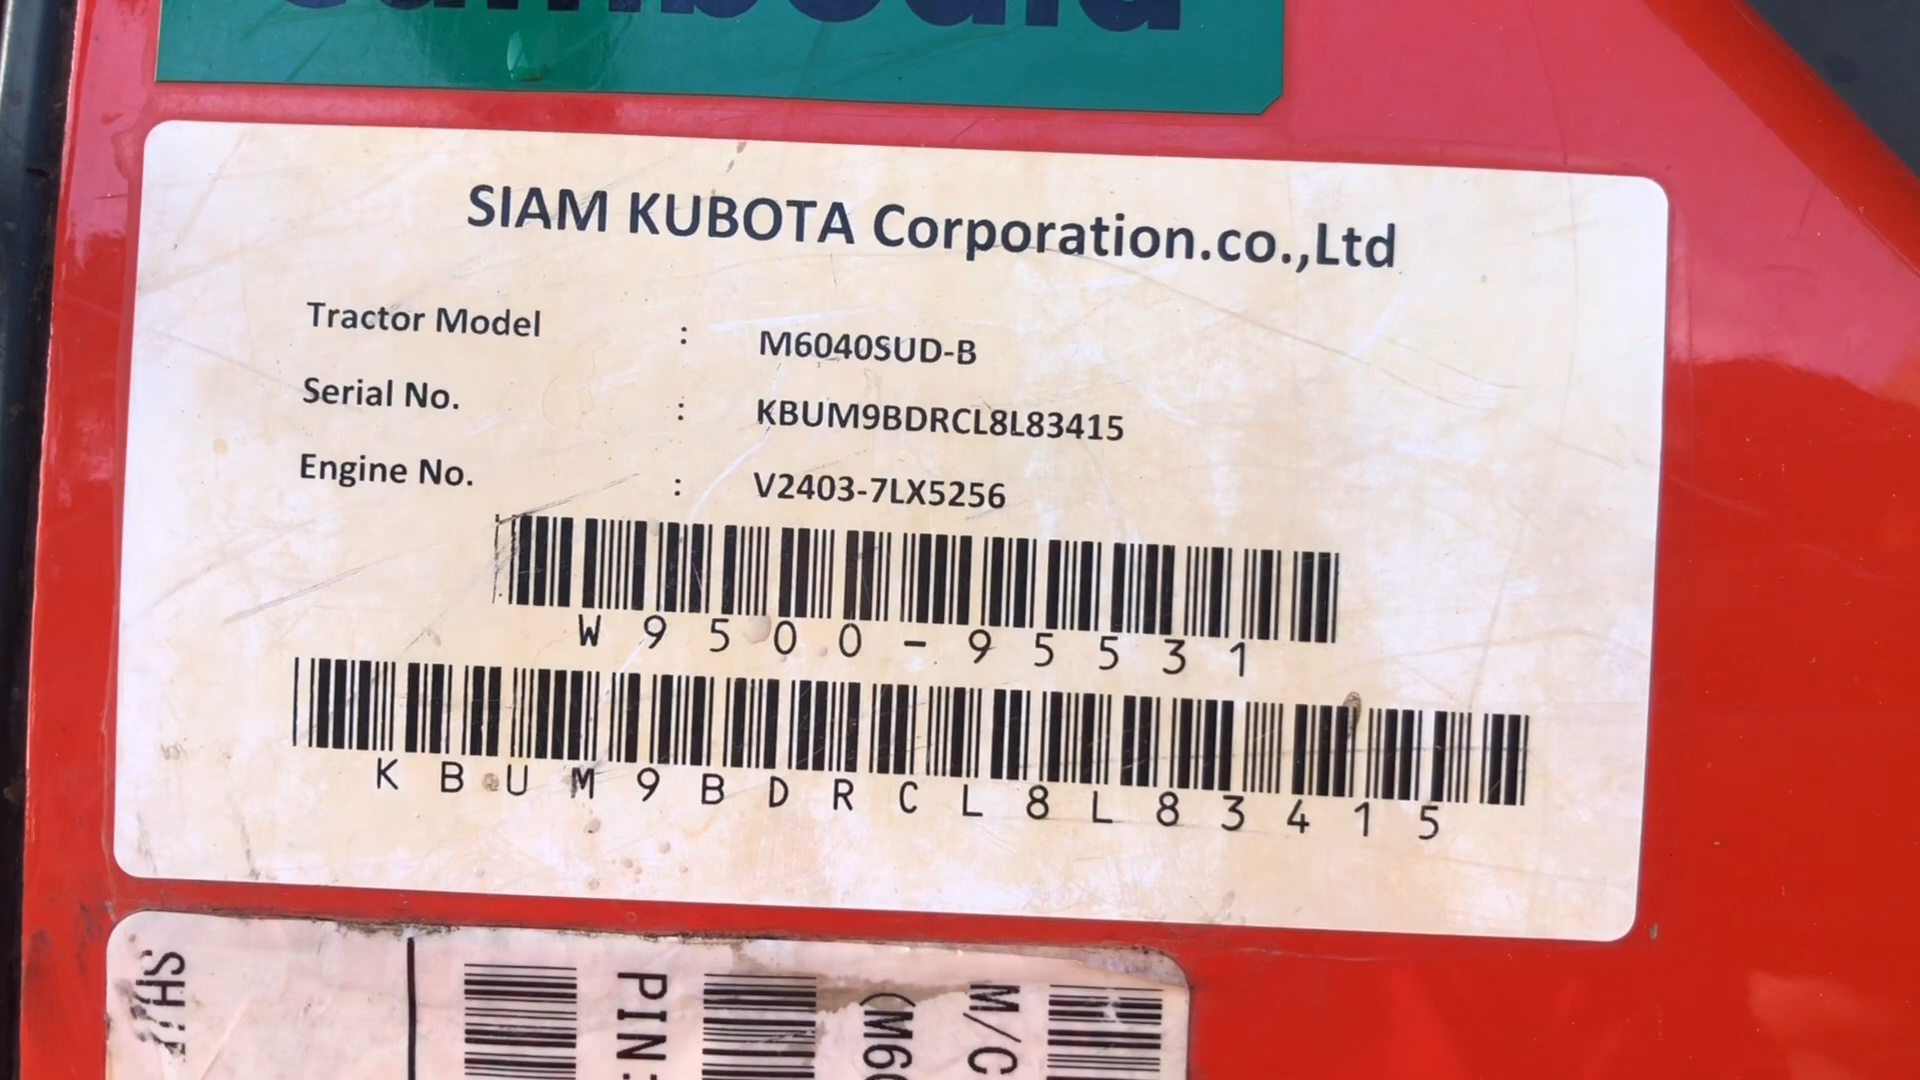 SIAM KUBOTA Corporation.co.,Ltd
Tractor Model : M6040SUD-B
Serial No. : KBUM9BDRCL8L83415
Engine No. : V2403-7LX5256
W9500-95531
KBUM9BDRCL8L83415
PIN:
M/C